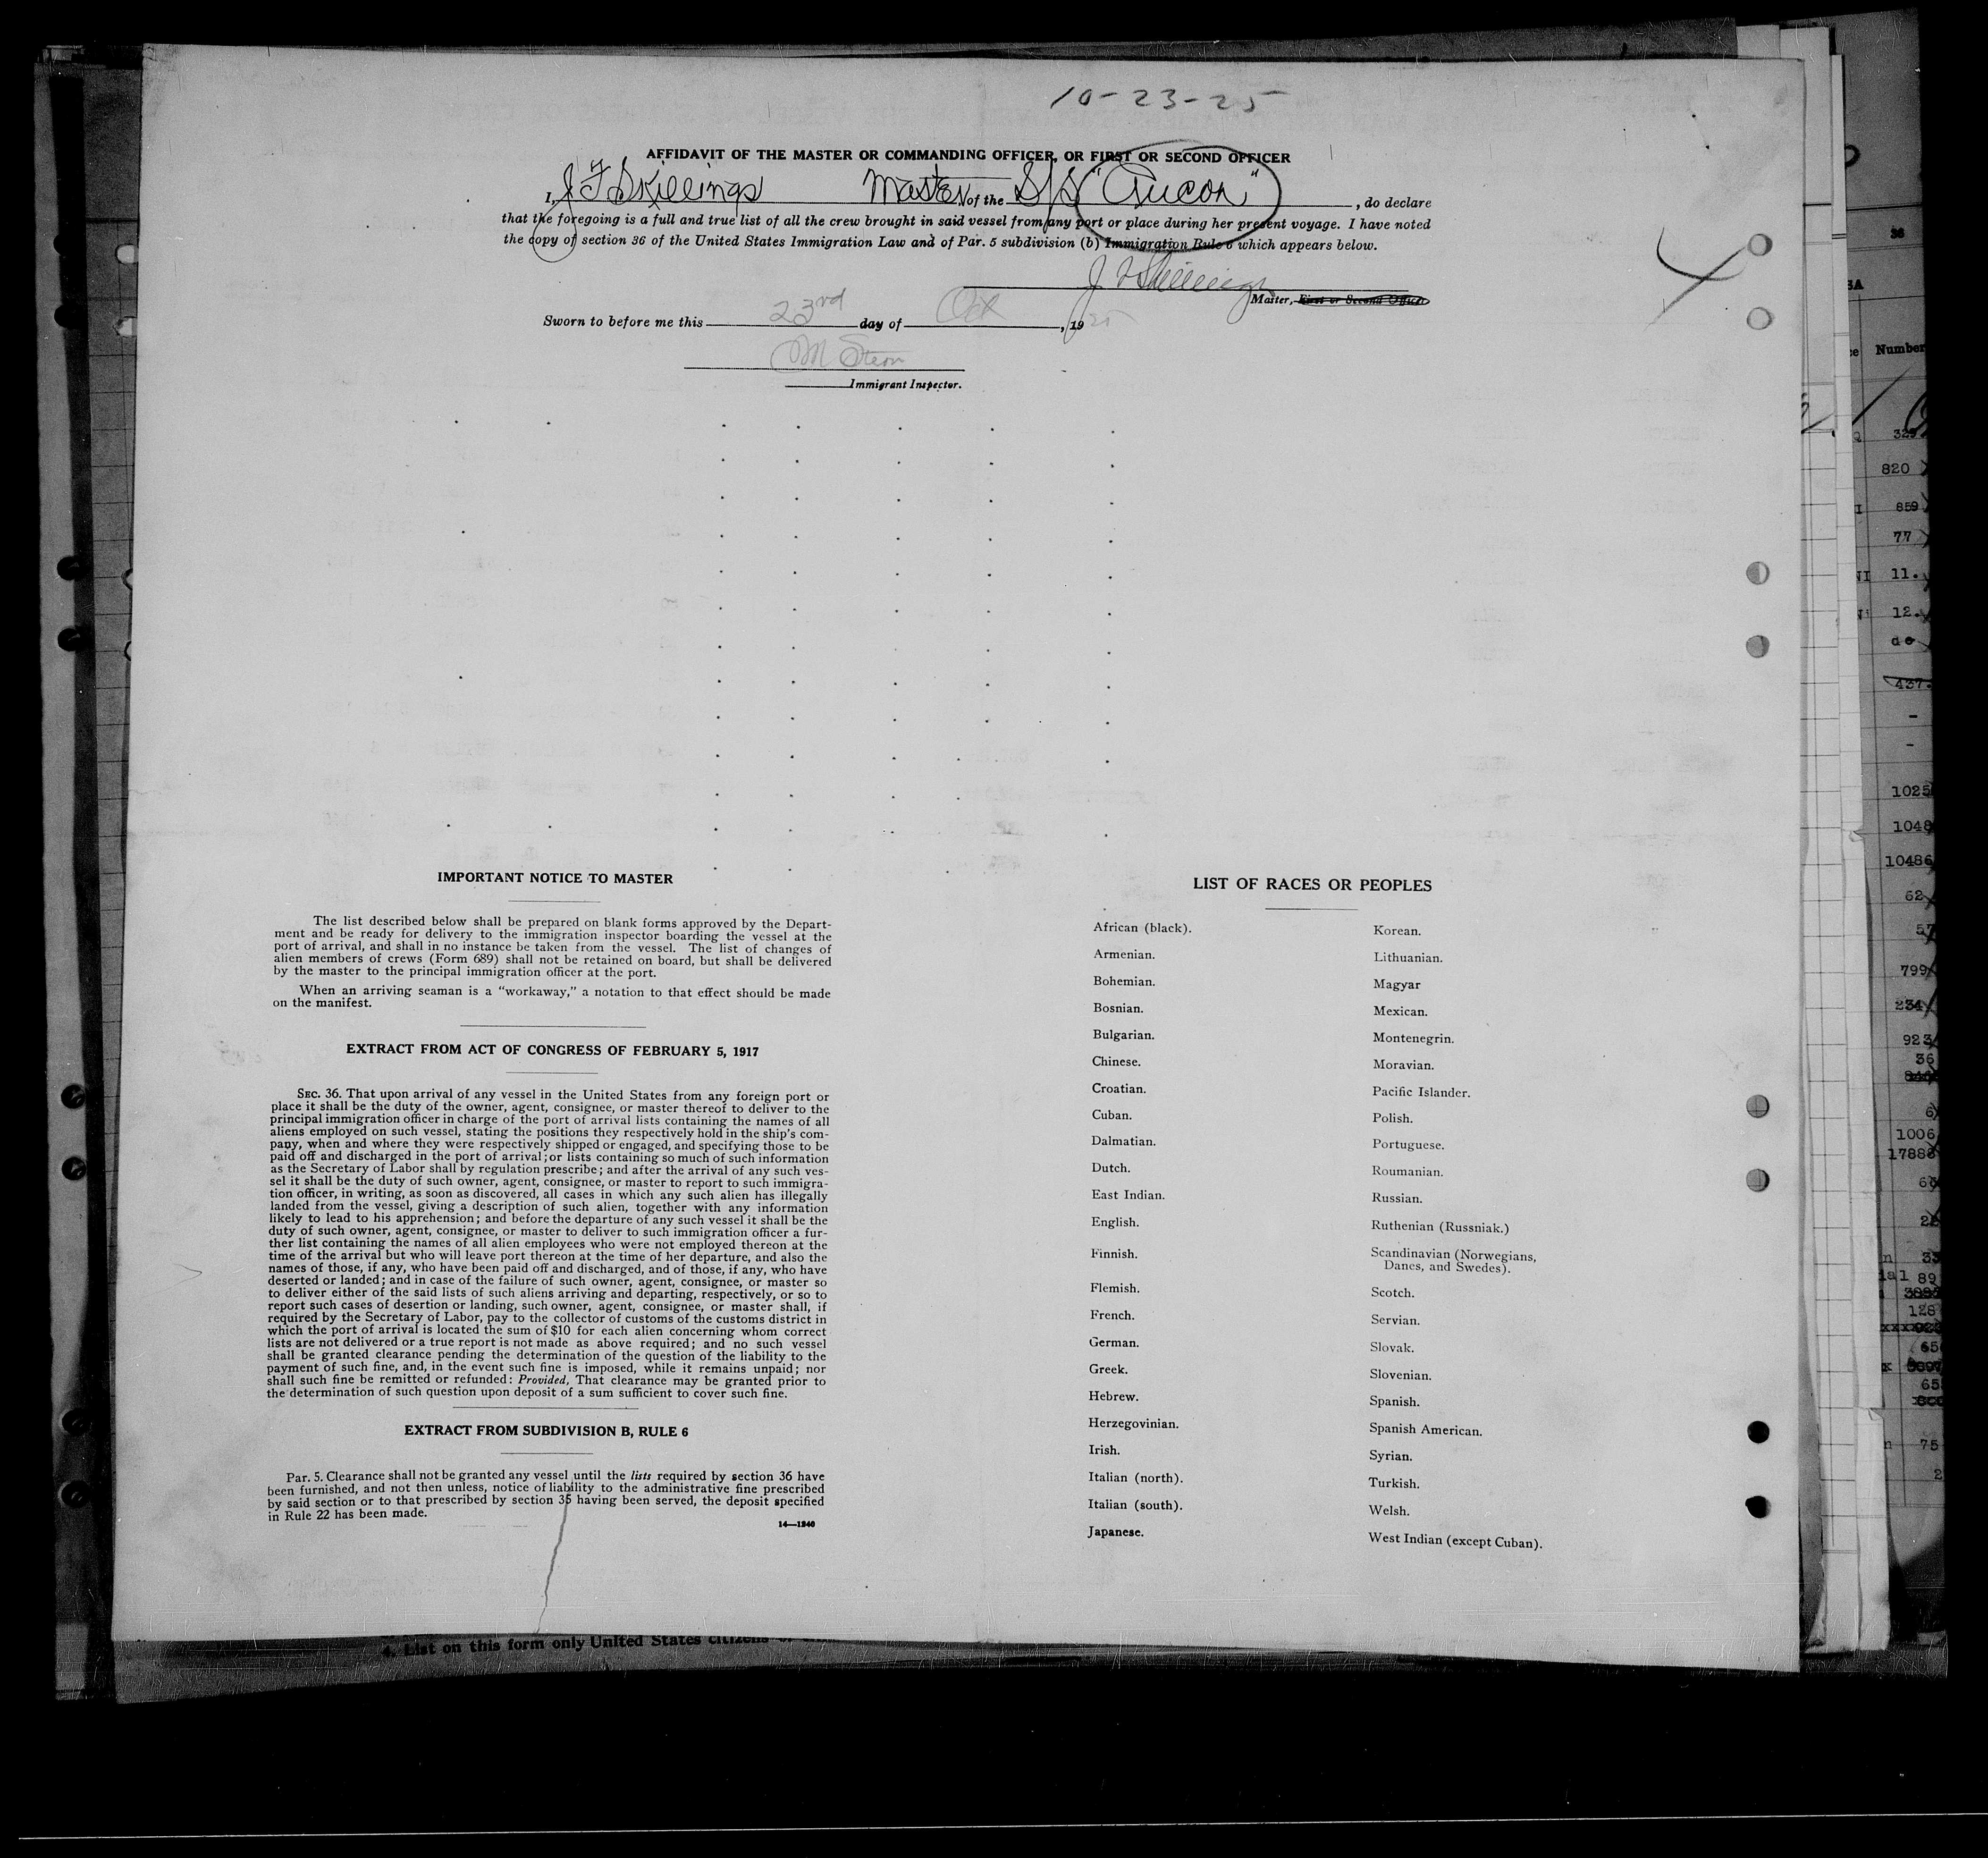 10-23-25
AFFIDAVIT OF THE MASTER OR COMMANDING OFFICER, OR FIRST OR SECOND OFFICER
I, J F Skillings Master of the S/S "Ancon", do declare
that the foregoing is a full and true list of all the crew brought in said vessel from any port or place during her present voyage. I have noted
the copy of section 36 of the United States Immigration Law and of Par. 5 subdivision (b) Immigration Rule 6 which appears below.
J F Skillings
Master, First or Second Officer
Sworn to before me this 23rd day of Oct, 1925
M Stern
Immigrant Inspector.
IMPORTANT NOTICE TO MASTER
The list described below shall be prepared on blank forms approved by the Depart-
ment and be ready for delivery to the immigration inspector boarding the vessel at the
port of arrival, and shall in no instance be taken from the vessel. The list of changes of
alien members of crews (Form 689) shall not be retained on board, but shall be delivered
by the master to the principal immigration officer at the port.
When an arriving seaman is a "workaway," a notation to that effect should be made
on the manifest.
EXTRACT FROM ACT OF CONGRESS OF FEBRUARY 5, 1917
SEC. 36. That upon arrival of any vessel in the United States from any foreign port or
place it shall be the duty of the owner, agent, consignee, or master thereof to deliver to the
principal immigration officer in charge of the port of arrival lists containing the names of all
aliens employed on such vessel, stating the positions they respectively hold in the ship's com-
pany, when and where they were respectively shipped or engaged, and specifying those to be
paid off and discharged in the port of arrival; or lists containing so much of such information
as the Secretary of Labor shall by regulation prescribe; and after the arrival of any such ves-
sel it shall be the duty of such owner, agent, consignee, or master to report to such immigra-
tion officer, in writing, as soon as discovered, all cases in which any such alien has illegally
landed from the vessel, giving a description of such alien, together with any information
likely to lead to his apprehension; and before the departure of any such vessel it shall be the
duty of such owner, agent, consignee, or master to deliver to such immigration officer a fur-
ther list containing the names of all alien employees who were not employed thereon at the
time of the arrival but who will leave port thereon at the time of her departure, and also the
names of those, if any, who have been paid off and discharged, and of those, if any, who have
deserted or landed; and in case of the failure of such owner, agent, consignee, or master so
to deliver either of the said lists of such aliens arriving and departing, respectively, or so to
report such cases of desertion or landing, such owner, agent, consignee, or master shall, if
required by the Secretary of Labor, pay to the collector of customs of the customs district in
which the port of arrival is located the sum of $10 for each alien concerning whom correct
lists are not delivered or a true report is not made as above required; and no such vessel
shall be granted clearance pending the determination of the question of the liability to the
payment of such fine, and, in the event such fine is imposed, while it remains unpaid; nor
shall such fine be remitted or refunded: Provided, That clearance may be granted prior to
the determination of such question upon deposit of a sum sufficient to cover such fine.
EXTRACT FROM SUBDIVISION B, RULE 6
Par. 5. Clearance shall not be granted any vessel until the lists required by section 36 have
been furnished, and not then unless, notice of liability to the administrative fine prescribed
by said section or to that prescribed by section 35 having been served, the deposit specified
in Rule 22 has been made.
14—1240
LIST OF RACES OR PEOPLES
African (black).
Armenian.
Bohemian.
Bosnian.
Bulgarian.
Chinese.
Croatian.
Cuban.
Dalmatian.
Dutch.
East Indian.
English.
Finnish.
Flemish.
French.
German.
Greek.
Hebrew.
Herzegovinian.
Irish.
Italian (north).
Italian (south).
Japanese.
Korean.
Lithuanian.
Magyar
Mexican.
Montenegrin.
Moravian.
Pacific Islander.
Polish.
Portuguese.
Roumanian.
Russian.
Ruthenian (Russniak.)
Scandinavian (Norwegians,
Danes, and Swedes).
Scotch.
Servian.
Slovak.
Slovenian.
Spanish.
Spanish American.
Syrian.
Turkish.
Welsh.
West Indian (except Cuban).
4. List on this form only United States citizens
Number
820
859
77
11.
12.
do
437.
1025
1048
10486
62
57
799
234
923
36
1006
17888